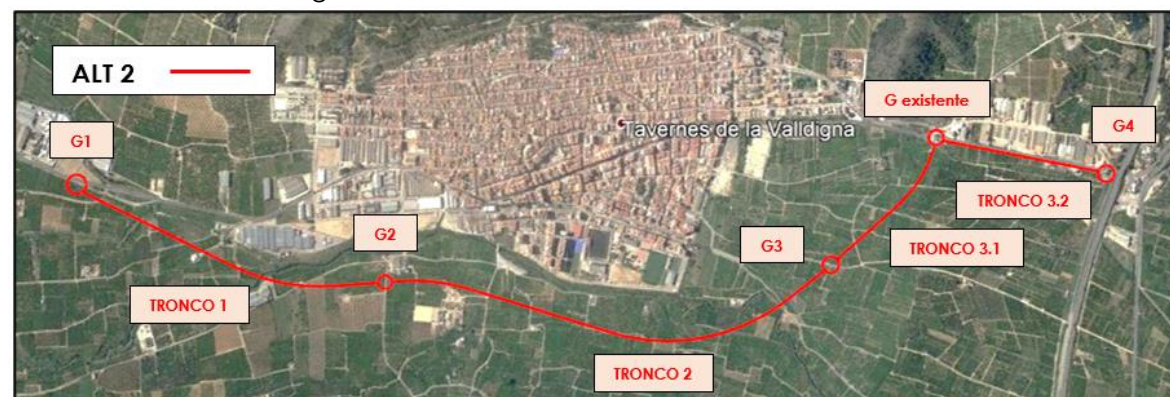 ALT 2
G existente
G4
G1
Tavernes de la Valldigna
TRONCO 3.2
G2
G3
TRONCO 3.1
TRONCO 1
TRONCO 2